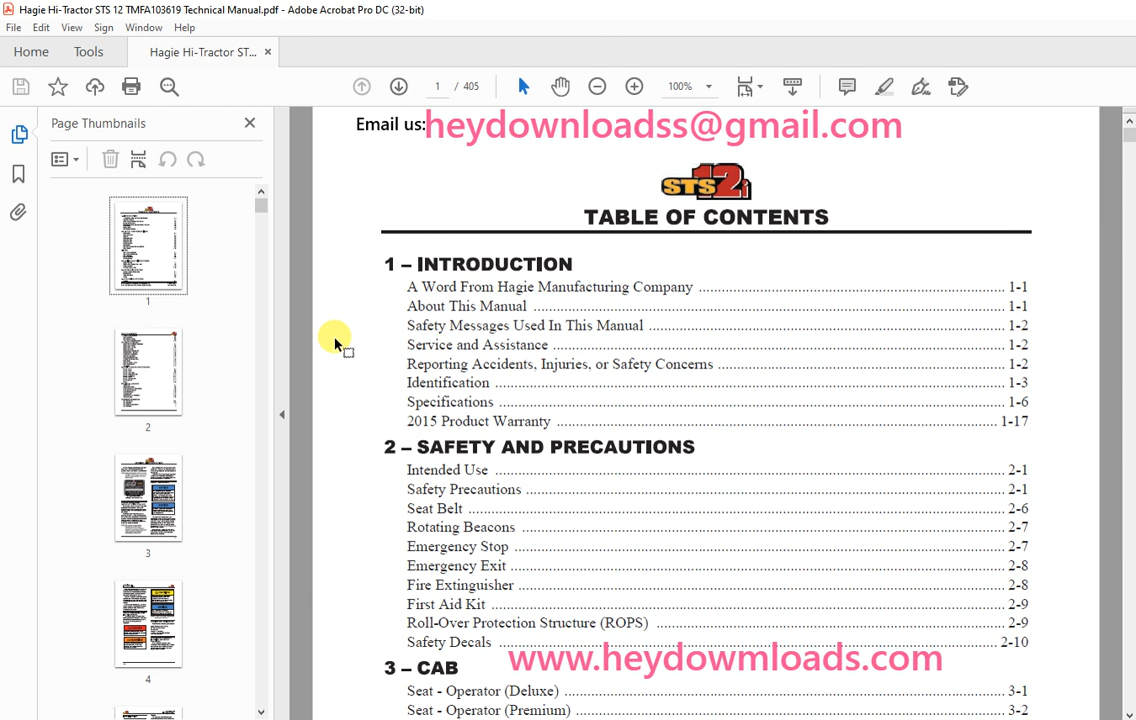 Hagie Hi-Tractor STS 12 TMFA103619 Technical Manual.pdf - Adobe Acrobat Pro DC (32-bit)
File Edit View Sign Window Help
Home Tools Hagie Hi-Tractor ST... ×
1 / 405 100%
Page Thumbnails
1
2
3
4
Email us:heydownloadss@gmail.com
STS 12i
TABLE OF CONTENTS
1 – INTRODUCTION
A Word From Hagie Manufacturing Company 1-1
About This Manual 1-1
Safety Messages Used In This Manual 1-2
Service and Assistance 1-2
Reporting Accidents, Injuries, or Safety Concerns 1-2
Identification 1-3
Specifications 1-6
2015 Product Warranty 1-17
2 – SAFETY AND PRECAUTIONS
Intended Use 2-1
Safety Precautions 2-1
Seat Belt 2-6
Rotating Beacons 2-7
Emergency Stop 2-7
Emergency Exit 2-8
Fire Extinguisher 2-8
First Aid Kit 2-9
Roll-Over Protection Structure (ROPS) 2-9
Safety Decals 2-10
www.heydowmloads.com
3 – CAB
Seat - Operator (Deluxe) 3-1
Seat - Operator (Premium) 3-2